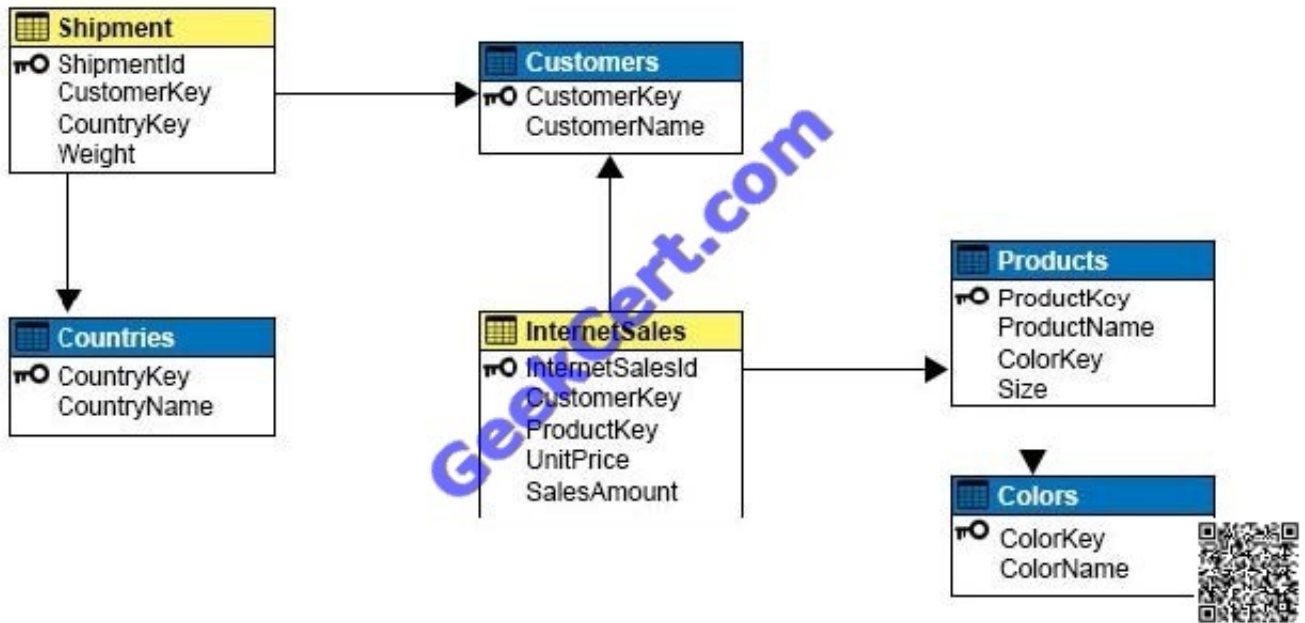 Shipment
ShipmentId
CustomerKey
CountryKey
Weight
Customers
CustomerKey
CustomerName
Countries
CountryKey
CountryName
InternetSales
InternetSalesId
CustomerKey
ProductKey
UnitPrice
SalesAmount
Products
ProductKey
ProductName
ColorKey
Size
Colors
ColorKey
ColorName
GeekCert.com